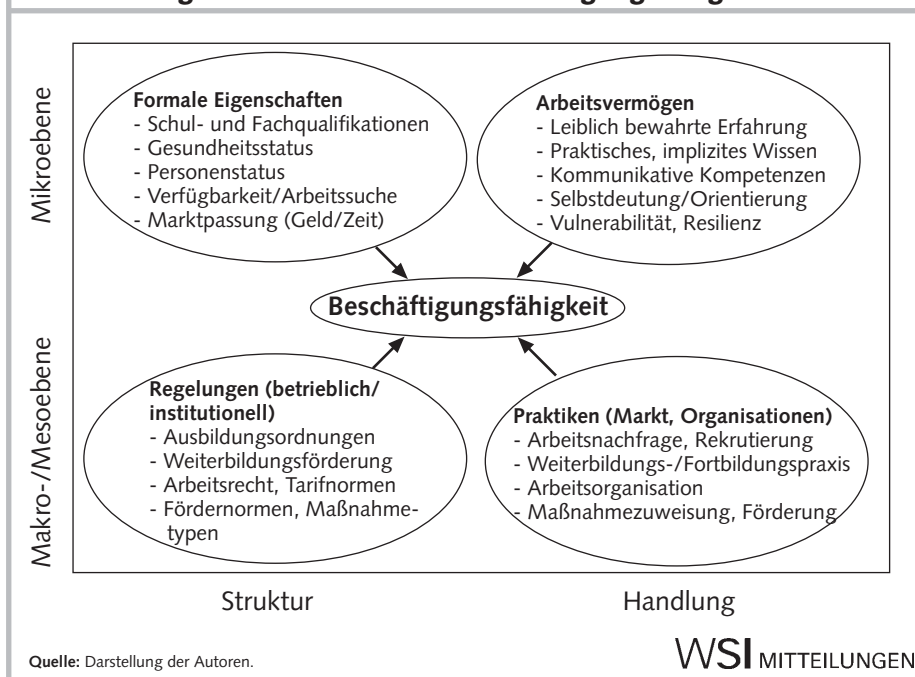 Mikroebene
Formale Eigenschaften
- Schul- und Fachqualifikationen
- Gesundheitsstatus
- Personenstatus
- Verfügbarkeit/Arbeitssuche
- Marktpassung (Geld/Zeit)
Arbeitsvermögen
- Leiblich bewahrte Erfahrung
- Praktisches, implizites Wissen
- Kommunikative Kompetenzen
- Selbstdeutung/Orientierung
- Vulnerabilität, Resilienz
Beschäftigungsfähigkeit
Makro-/Mesoebene
Regelungen (betrieblich/
institutionell)
- Ausbildungsordnungen
- Weiterbildungsförderung
- Arbeitsrecht, Tarifnormen
- Fördernormen, Maßnahme-
typen
Praktiken (Markt, Organisationen)
- Arbeitsnachfrage, Rekrutierung
- Weiterbildungs-/Fortbildungspraxis
- Arbeitsorganisation
- Maßnahmezuweisung, Förderung
Struktur
Handlung
Quelle: Darstellung der Autoren.
WSI MITTEILUNGEN